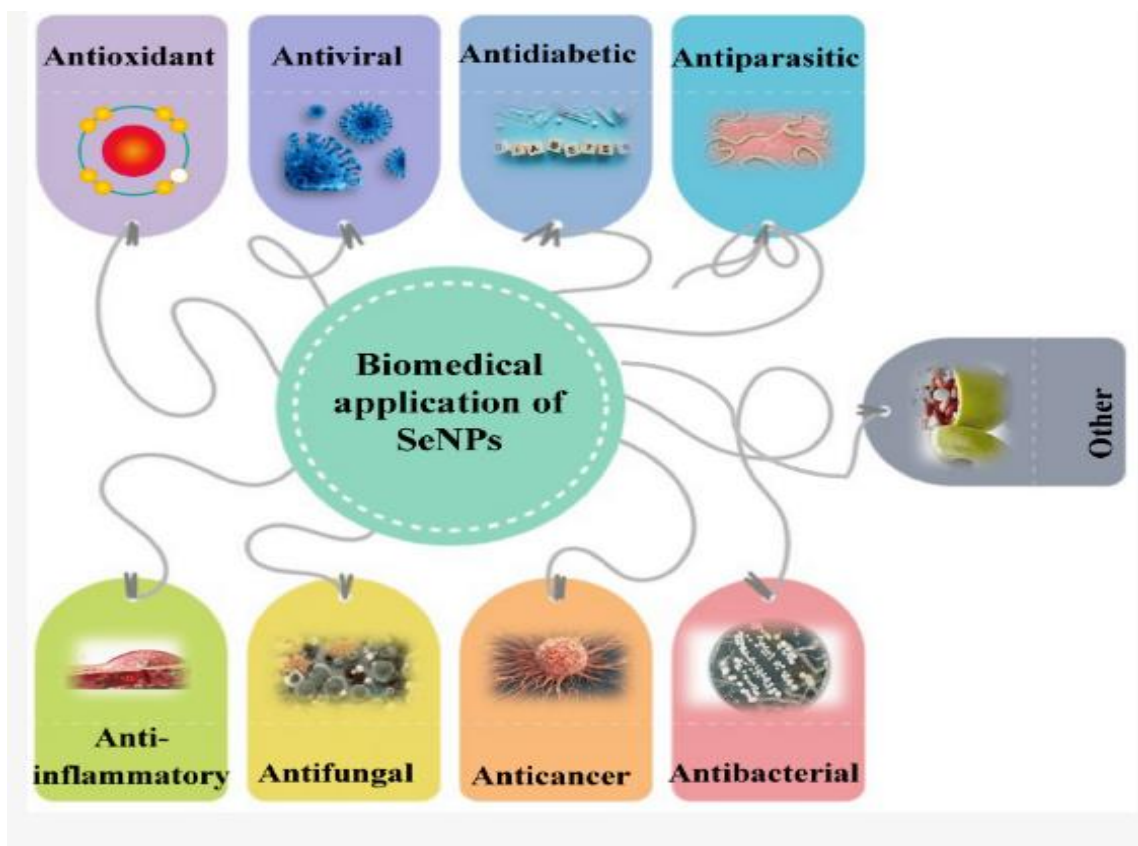 Antioxidant
Antiviral
Antidiabetic
Antiparasitic
Biomedical
application of
SeNPs
Other
Anti-
inflammatory
Antifungal
Anticancer
Antibacterial